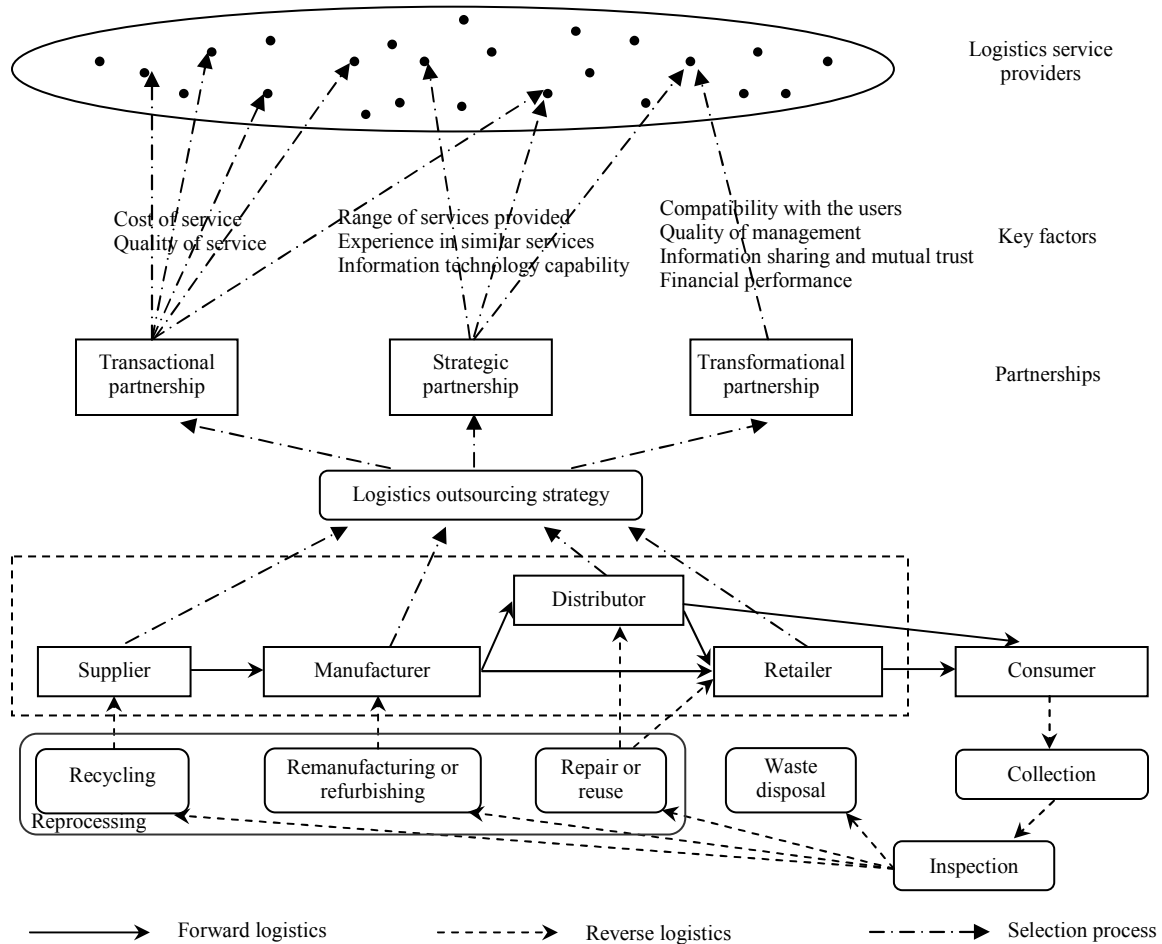 Logistics service
providers
Cost of service
Quality of service
Range of services provided
Experience in similar services
Information technology capability
Compatibility with the users
Quality of management
Information sharing and mutual trust
Financial performance
Key factors
Transactional
partnership
Strategic
partnership
Transformational
partnership
Partnerships
Logistics outsourcing strategy
Distributor
Supplier
Manufacturer
Retailer
Consumer
Recycling
Remanufacturing or
refurbishing
Repair or
reuse
Waste
disposal
Collection
Reprocessing
Inspection
Forward logistics
Reverse logistics
Selection process